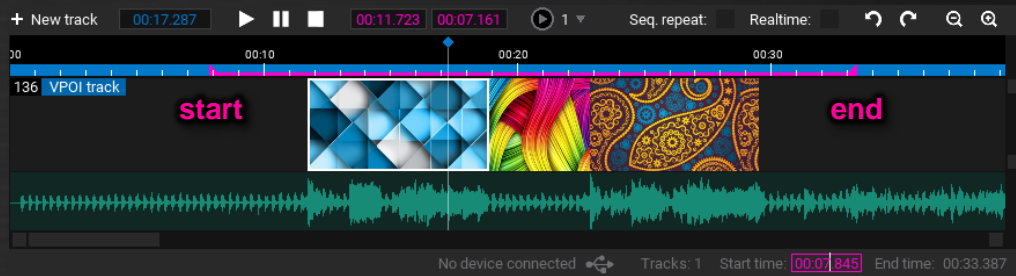 + New track 00:17.287 00:11.723 00:07.161 1 Seq. repeat: Realtime:
00 00:10 00:20 00:30
136 VPOI track
start end
No device connected Tracks: 1 Start time: 00:07.845 End time: 00:33.387